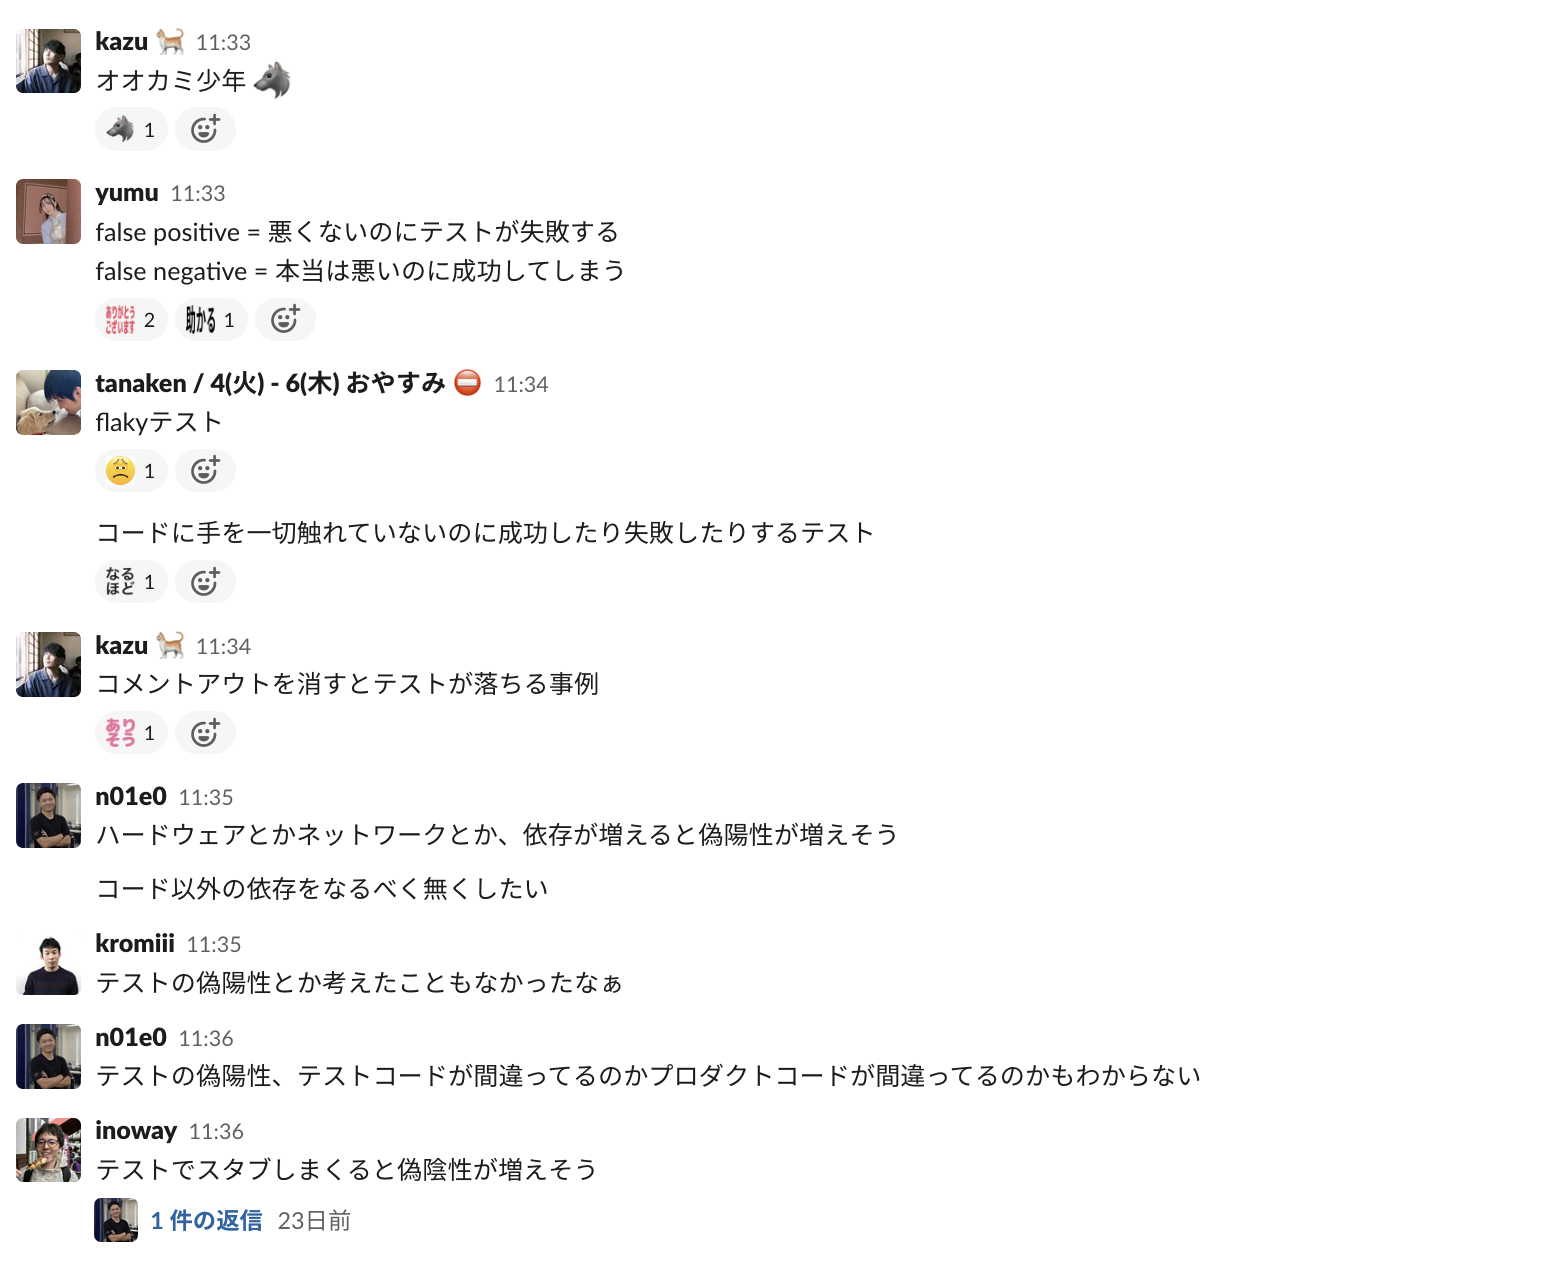 kazu 11:33
オオカミ少年
1
yumu 11:33
false positive = 悪くないのにテストが失敗する
false negative = 本当は悪いのに成功してしまう
ありがとうございます 2 助かる 1
tanaken / 4(火) - 6(木) おやすみ 11:34
flakyテスト
1
コードに手を一切触れていないのに成功したり失敗したりするテスト
なるほど 1
kazu 11:34
コメントアウトを消すとテストが落ちる事例
ありそう 1
n01e0 11:35
ハードウェアとかネットワークとか、依存が増えると偽陽性が増えそう
コード以外の依存をなるべく無くしたい
kromiii 11:35
テストの偽陽性とか考えたこともなかったなぁ
n01e0 11:36
テストの偽陽性、テストコードが間違ってるのかプロダクトコードが間違ってるのかもわからない
inoway 11:36
テストでスタブしまくると偽陰性が増えそう
1 件の返信 23日前